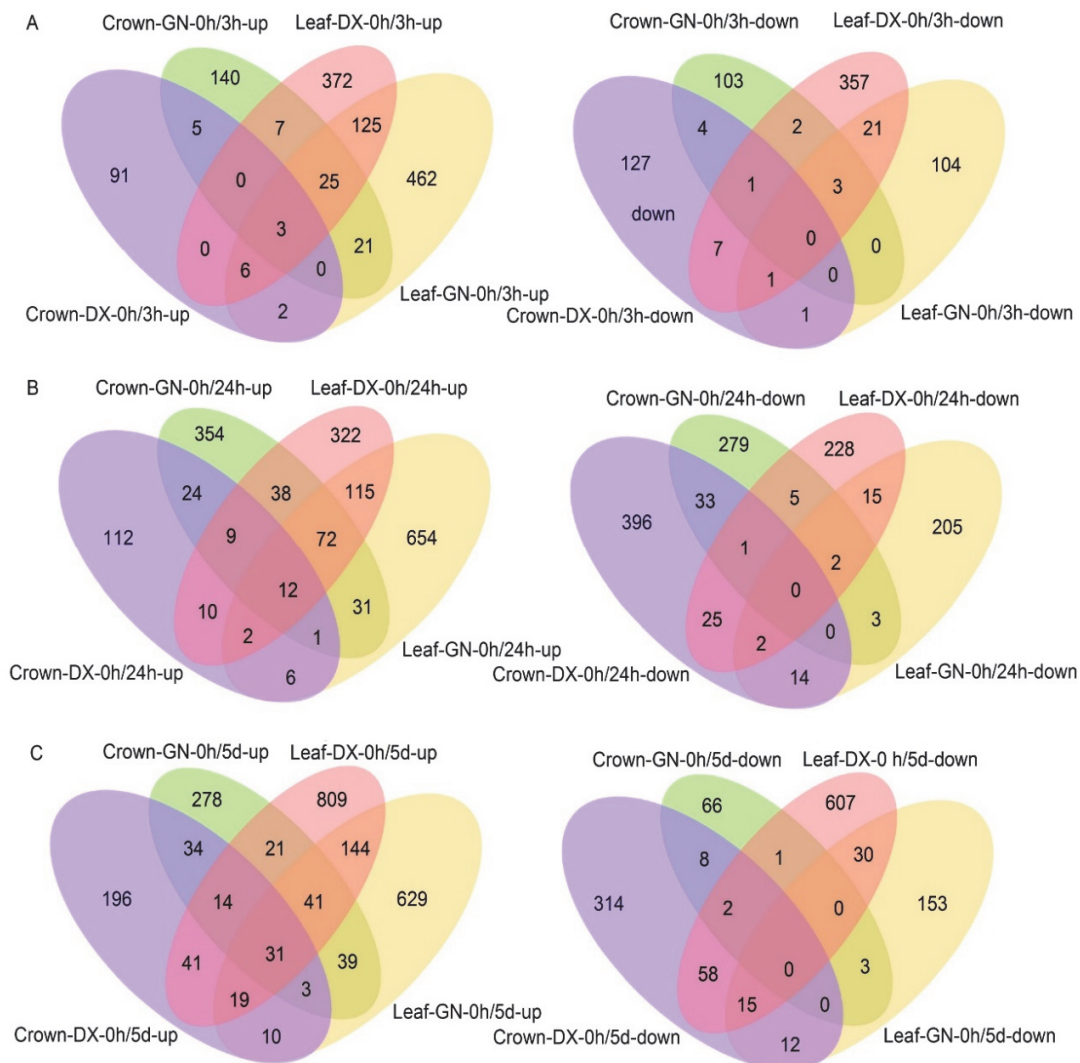 A
Crown-GN-0h/3h-up Leaf-DX-0h/3h-up Crown-GN-0h/3h-down Leaf-DX-0h/3h-down
140 372 103 357
5 7 125 4 2 21
91 0 25 462 127 1 3 104
down
3 0
0 6 0 21 7 1 0 0
2 1
Crown-DX-0h/3h-up Leaf-GN-0h/3h-up Crown-DX-0h/3h-down Leaf-GN-0h/3h-down
B
Crown-GN-0h/24h-up Leaf-DX-0h/24h-up Crown-GN-0h/24h-down Leaf-DX-0h/24h-down
354 322 279 228
24 38 115 33 5 15
112 9 72 654 396 1 2 205
12 0
10 2 1 31 25 2 0 3
6 14
Crown-DX-0h/24h-up Leaf-GN-0h/24h-up Crown-DX-0h/24h-down Leaf-GN-0h/24h-down
C
Crown-GN-0h/5d-up Leaf-DX-0h/5d-up Crown-GN-0h/5d-down Leaf-DX-0 h/5d-down
278 809 66 607
34 21 144 8 1 30
196 14 41 629 314 2 0 153
31 0
41 19 3 39 58 15 0 3
10 12
Crown-DX-0h/5d-up Leaf-GN-0h/5d-up Crown-DX-0h/5d-down Leaf-GN-0h/5d-down